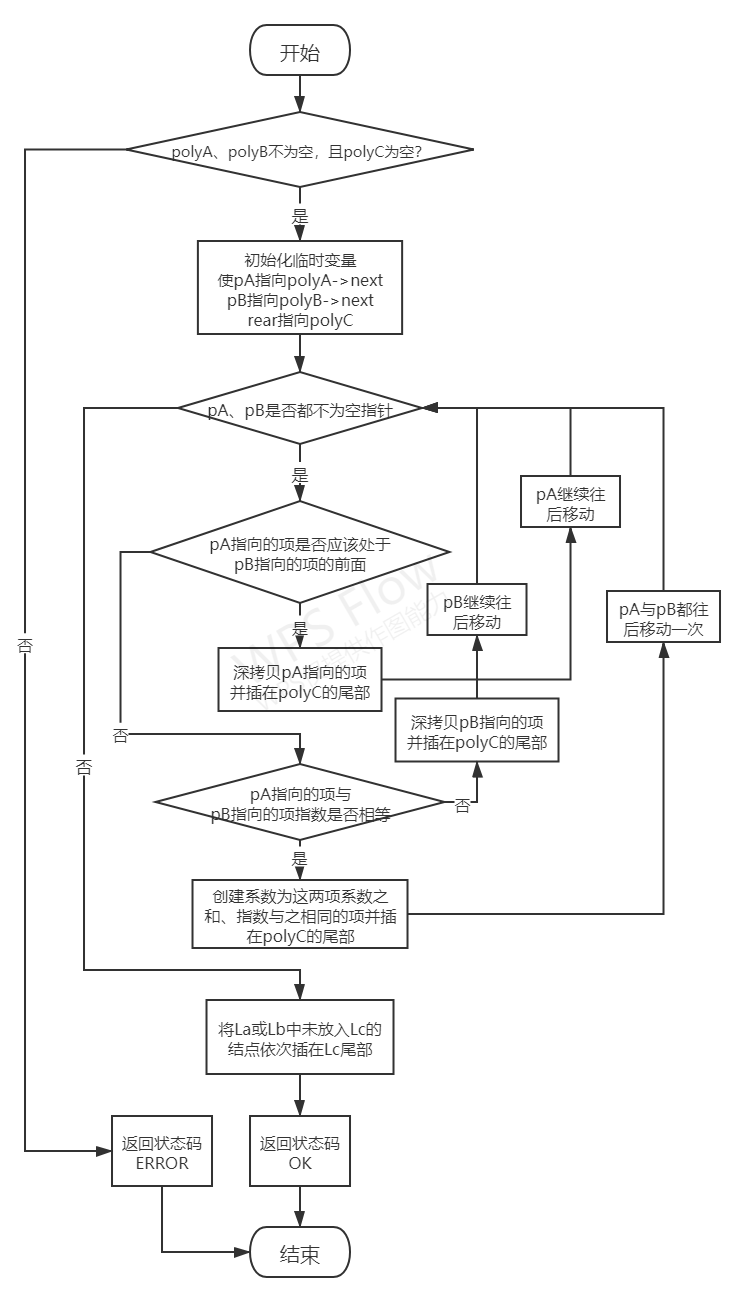 开始
polyA、polyB不为空，且polyC为空?
是
初始化临时变量
使pA指向polyA->next
pB指向polyB->next
rear指向polyC
pA、pB是否都不为空指针
是
pA继续往
后移动
pA指向的项是否应该处于
pB指向的项的前面
pB继续往
后移动
pA与pB都往
后移动一次
是
否
深拷贝pA指向的项
并插在polyC的尾部
深拷贝pB指向的项
并插在polyC的尾部
否
否
pA指向的项与
pB指向的项指数是否相等
否
是
创建系数为这两项系数之
和、指数与之相同的项并插
在polyC的尾部
将La或Lb中未放入Lc的
结点依次插在Lc尾部
返回状态码
ERROR
返回状态码
OK
结束
WPS Flow